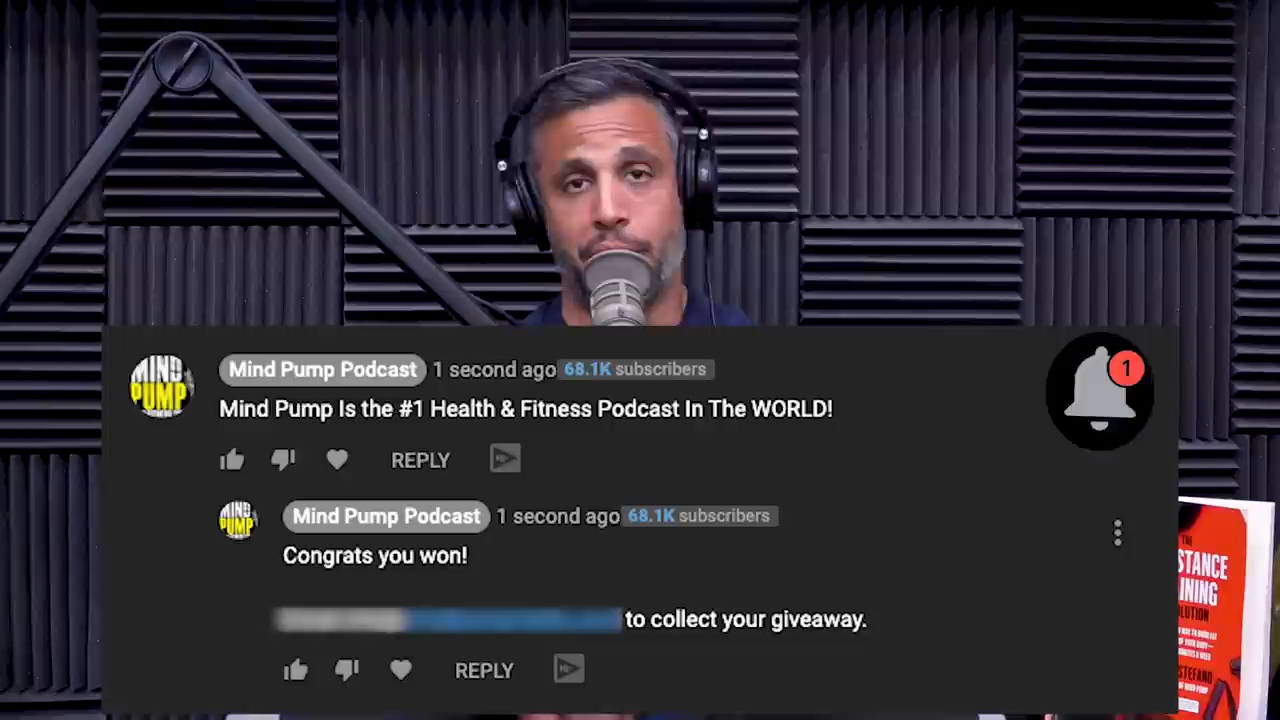 MIND
PUMP
Mind Pump Podcast 1 second ago 68.1K subscribers
1
Mind Pump Is the #1 Health & Fitness Podcast In The WORLD!
REPLY
MIND
PUMP
Mind Pump Podcast 1 second ago 68.1K subscribers
Congrats you won!
to collect your giveaway.
REPLY
THE
STANCE
INING
LUTION
STEFANO